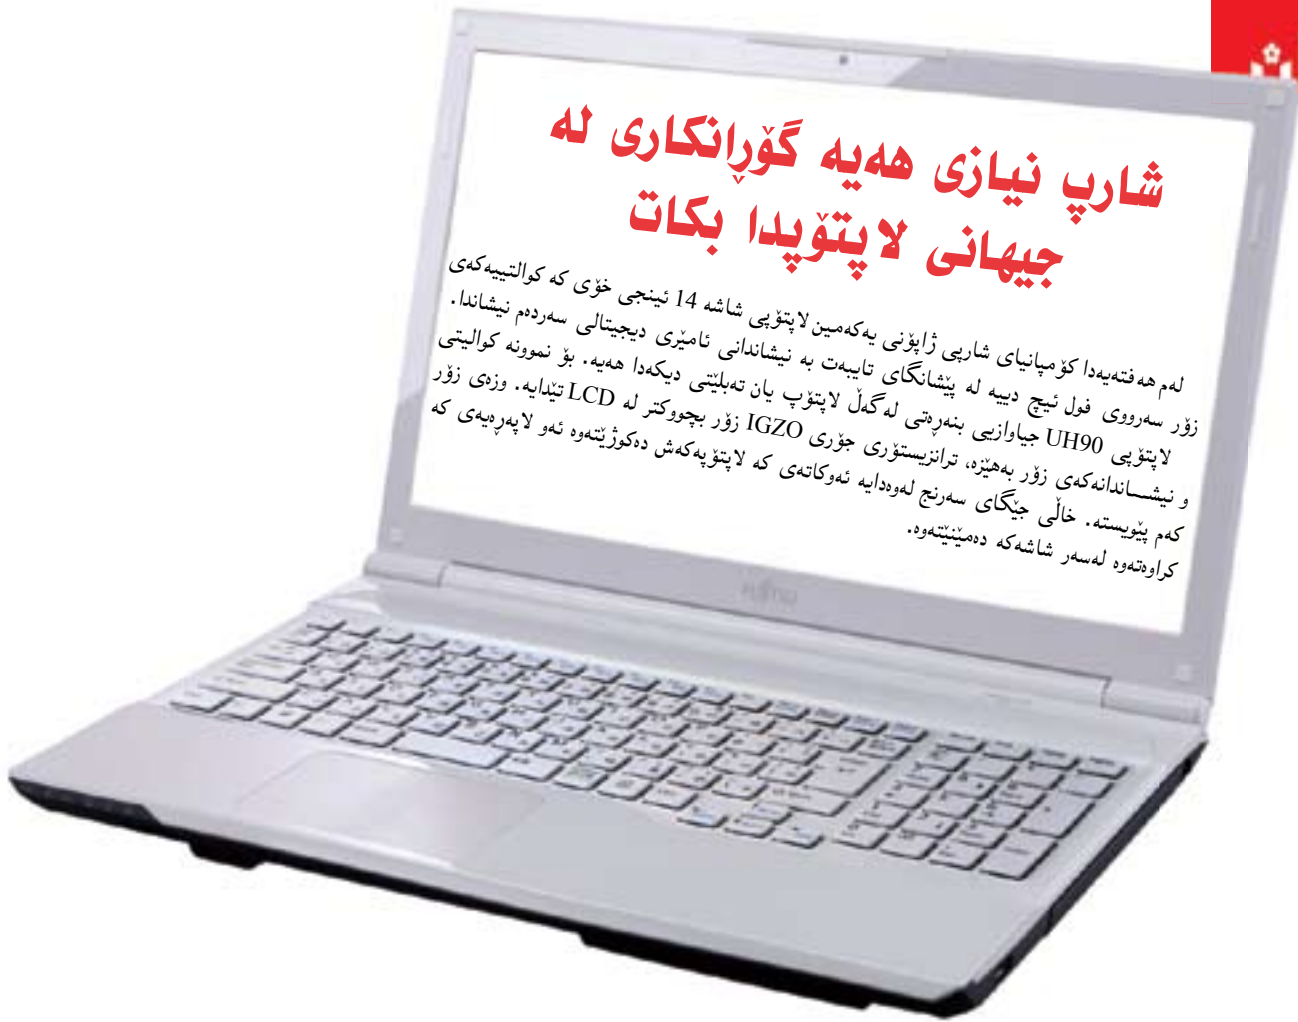 شارپ نیازی هەیە گۆڕانکاری لە
جیهانی لاپتۆپدا بکات
لەم هەفتەیەدا کۆمپانیای شارپی ژاپۆنی یەکەمین لاپتۆپی شاشە 14 ئینجی خۆی کە کوالتییەکەی
زۆر سەرووی فول ئیچ دییە لە پێشانگای تایبەت بە نیشاندانی ئامێری دیجیتالی سەردەم نیشاندا.
لاپتۆپی UH90 جیاوازیی بنەڕەتی لەگەڵ لاپتۆپ یان تەبلێتی دیکەدا هەیە. بۆ نموونە کوالیتی
و نیشــاندانەکەی زۆر بەهێزە، ترانزیستۆری جۆری IGZO زۆر بچووکتر لە LCD تێدایە. وزەی زۆر
کەم پێویستە. خاڵی جێگای سەرنج لەوەدایە ئەوکاتەی کە لاپتۆپەکەش دەکوژێتەوە ئەو لاپەڕەیەی کە
کراوەتەوە لەسەر شاشەکە دەمێنێتەوە.
FUJITSU